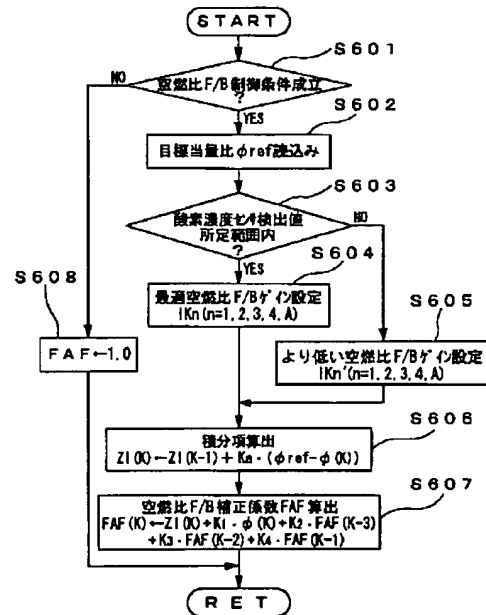 START
S601
NO
空燃比F/B制御条件成立
?
S602
YES
目標当量比φref読込み
S603
酸素濃度センサ検出値
所定範囲内
?
NO
S604
YES
S608
最適空燃比F/Bゲイン設定
IKn(n=1,2,3,4,A)
S605
FAF←1.0
より低い空燃比F/Bゲイン設定
IKn'(n=1,2,3,4,A)
S606
積分項算出
ZI(K)←ZI(K-1)+Ka・(φref-φ(K))
S607
空燃比F/B補正係数FAF算出
FAF(K)←ZI(K)+K1・φ(K)+K2・FAF(K-3)
+K3・FAF(K-2)+K4・FAF(K-1)
RET